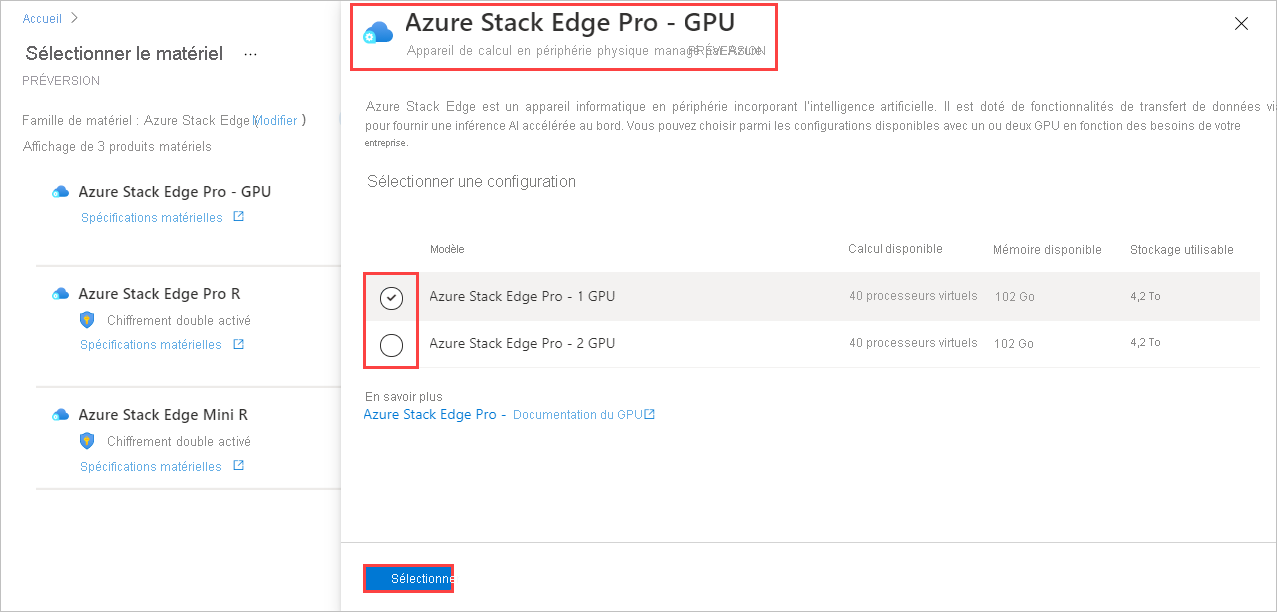 Accueil
Sélectionner le matériel ...
PRÉVERSION
Famille de matériel : Azure Stack Edge (Modifier )
Affichage de 3 produits matériels
Azure Stack Edge Pro - GPU
Spécifications matérielles
Azure Stack Edge Pro R
Chiffrement double activé
Spécifications matérielles
Azure Stack Edge Mini R
Chiffrement double activé
Spécifications matérielles
Azure Stack Edge Pro - GPU
Appareil de calcul en périphérie physique managé par Azure PRÉVERSION
Azure Stack Edge est un appareil informatique en périphérie incorporant l'intelligence artificielle. Il est doté de fonctionnalités de transfert de données vi
pour fournir une inférence AI accélérée au bord. Vous pouvez choisir parmi les configurations disponibles avec un ou deux GPU en fonction des besoins de votre
entreprise.
Sélectionner une configuration
Modèle Calcul disponible Mémoire disponible Stockage utilisable
Azure Stack Edge Pro - 1 GPU 40 processeurs virtuels 102 Go 4,2 To
Azure Stack Edge Pro - 2 GPU 40 processeurs virtuels 102 Go 4,2 To
En savoir plus
Azure Stack Edge Pro - Documentation du GPU
Sélectionne